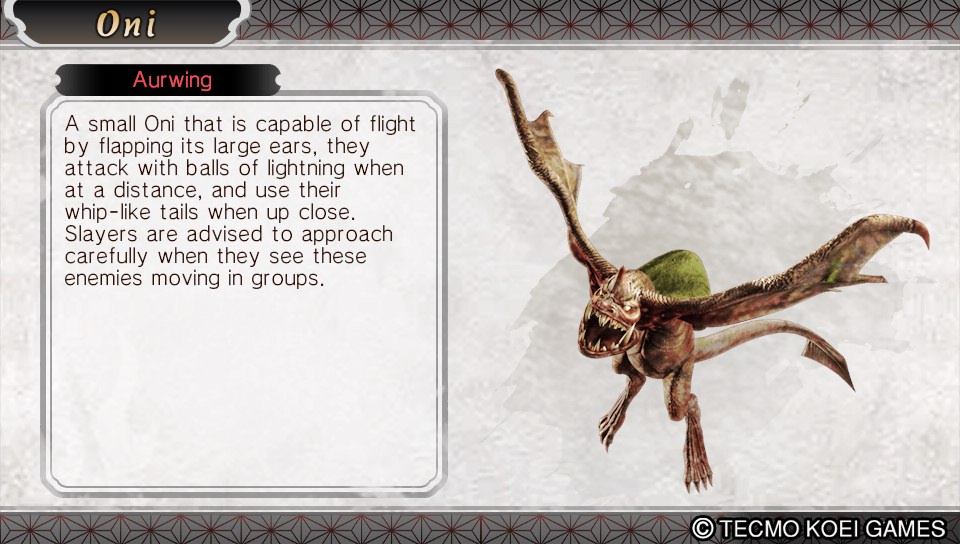 Oni
Aurwing
A small Oni that is capable of flight
by flapping its large ears, they
attack with balls of lightning when
at a distance, and use their
whip-like tails when up close.
Slayers are advised to approach
carefully when they see these
enemies moving in groups.
© TECMO KOEI GAMES